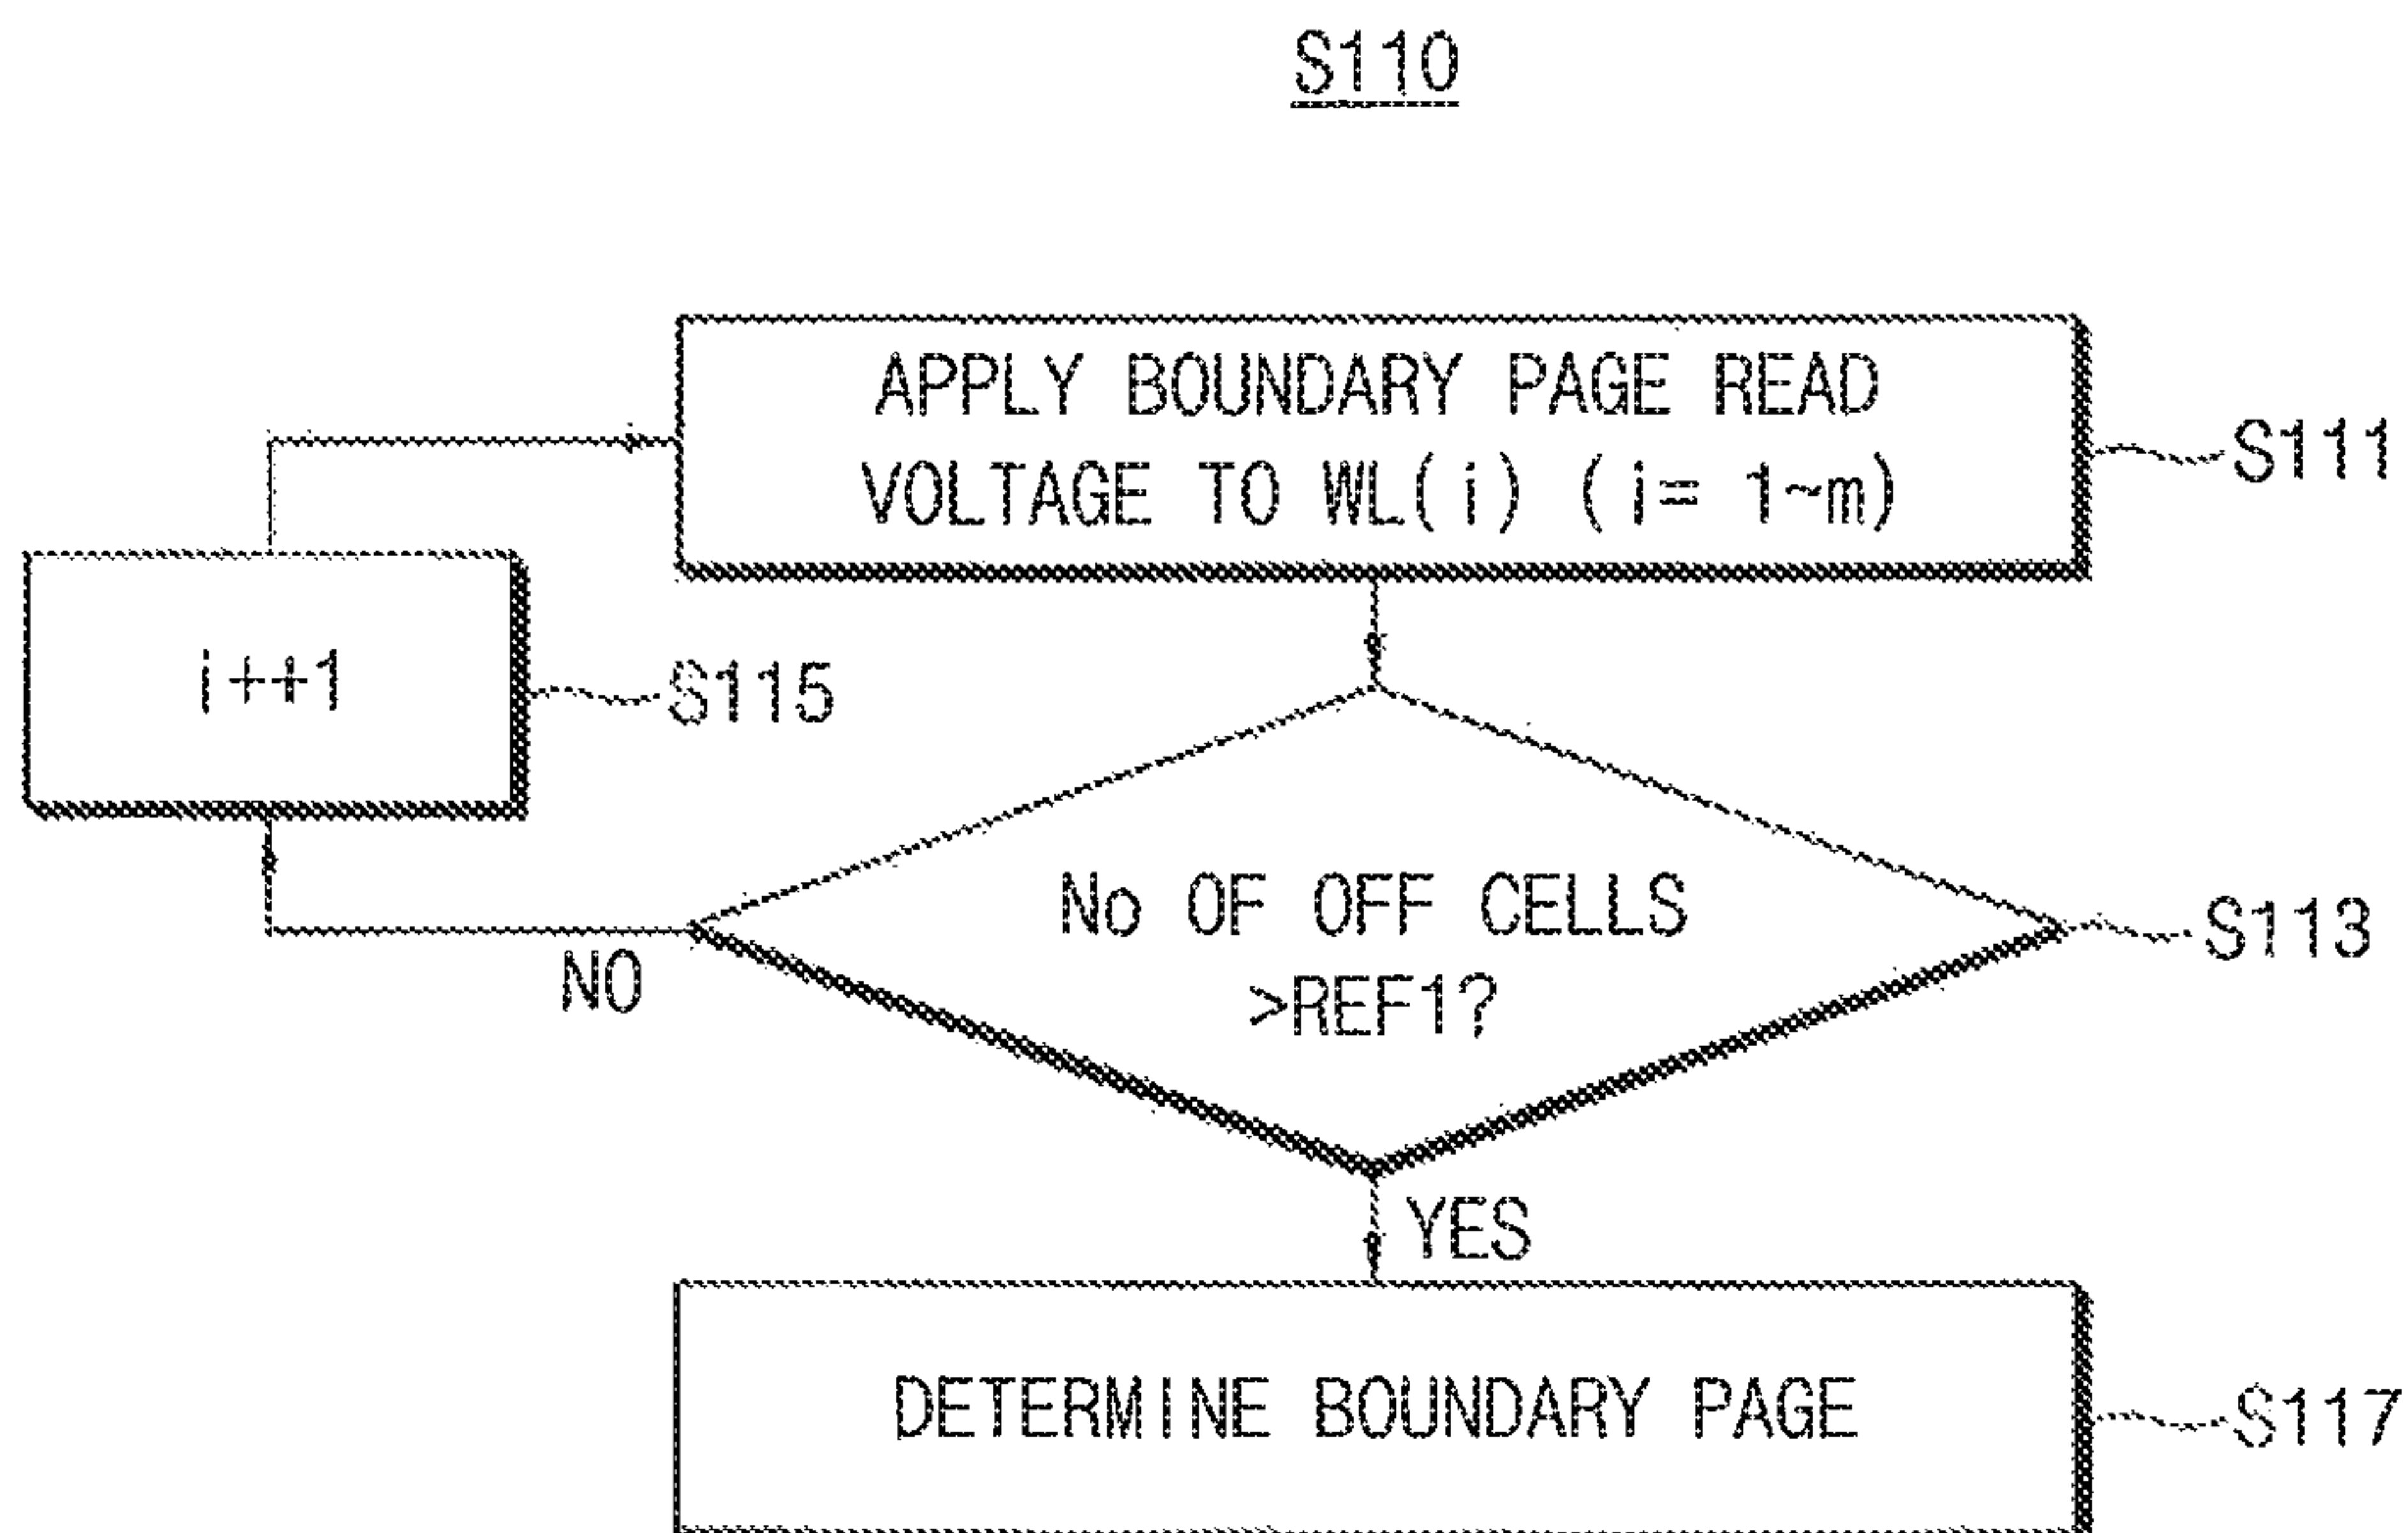 S110
APPLY BOUNDARY PAGE READ
VOLTAGE TO WL(i) (i= 1~m)
S111
i++1
S115
No OF OFF CELLS
>REF1?
S113
NO
YES
DETERMINE BOUNDARY PAGE
S117